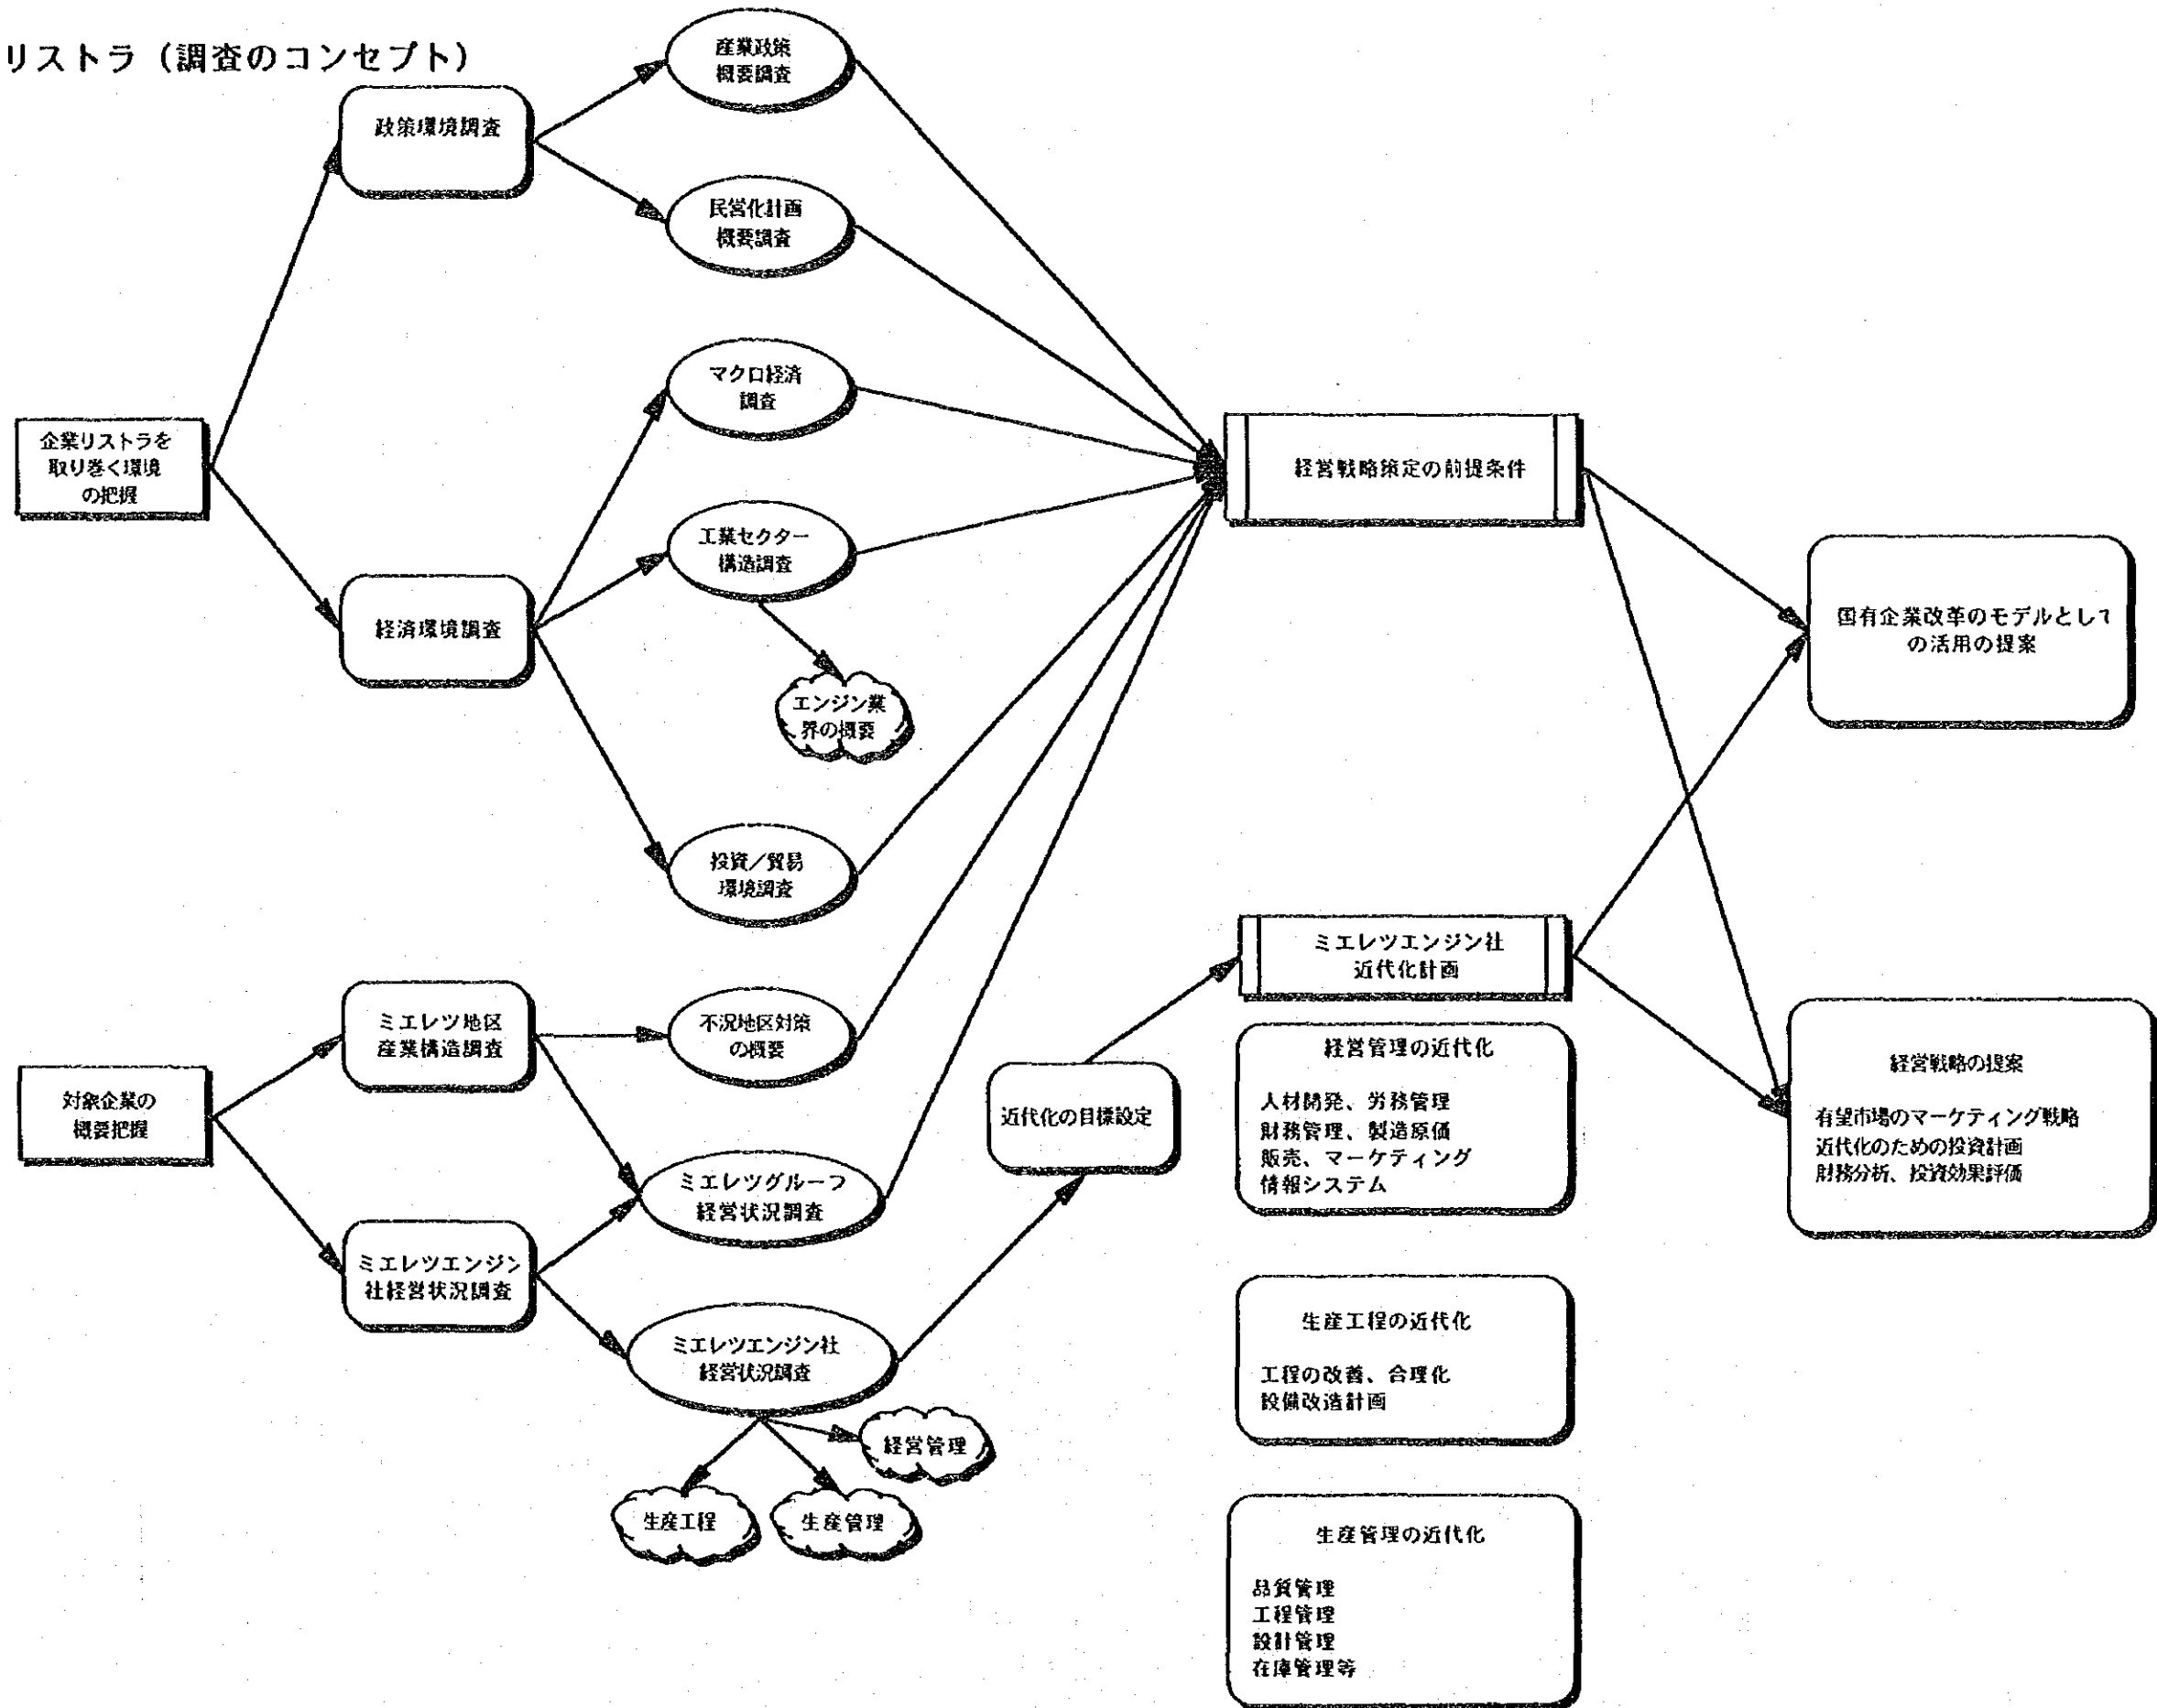 リストラ（調査のコンセプト）
産業政策
概要調査
政策環境調査
民営化計画
概要調査
マクロ経済
調査
企業リストラを
取り巻く環境
の把握
経営戦略策定の前提条件
工業セクター
構造調査
経済環境調査
国有企業改革のモデルとして
の活用の提案
エンジン業
界の概要
投資／貿易
環境調査
ミエレツエンジン社
近代化計画
ミエレツ地区
産業構造調査
不況地区対策
の概要
対象企業の
概要把握
近代化の目標設定
経営管理の近代化
人材開発、労務管理
財務管理、製造原価
販売、マーケティング
情報システム
経営戦略の提案
有望市場のマーケティング戦略
近代化のための投資計画
財務分析、投資効果評価
ミエレツグループ
経営状況調査
ミエレツエンジン
社経営状況調査
ミエレツエンジン社
経営状況調査
生産工程の近代化
工程の改善、合理化
設備改造計画
経営管理
生産工程
生産管理
生産管理の近代化
品質管理
工程管理
設計管理
在庫管理等